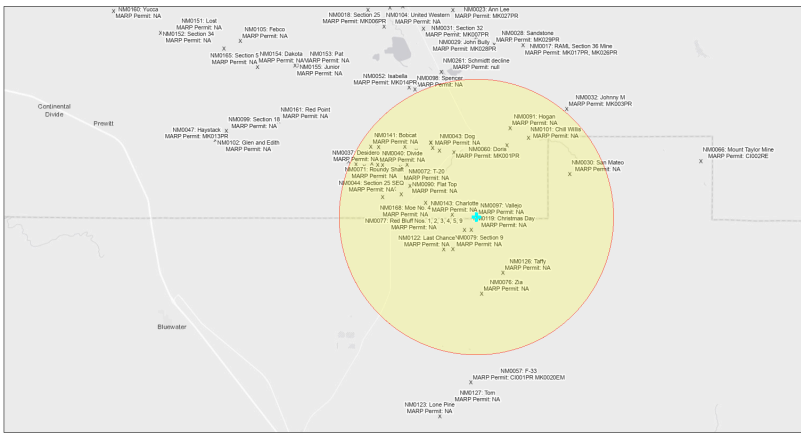 NM0160: Yucca
MARP Permit: NA
NM0151: Lost
NM0152: Section 34
MARP Permit: NA
NM0105: Febco
MARP Permit: NA
NM0165: Section 5
MARP Permit: NA
NM0154: Dakota
MARP Permit: NA
NM0153: Pat
MARP Permit: NA
NM0155: Junior
MARP Permit: NA
NM0018: Section 25
MARP Permit: MK006PR
NM0104: United Western
MARP Permit: NA
NM0023: Ann Lee
MARP Permit: MK027PR
NM0031: Section 32
MARP Permit: MK007PR
NM0028: Sandstone
MARP Permit: MK029PR
NM0029: John Bully
MARP Permit: MK028PR
NM0017: RAML Section 36 Mine
MARP Permit: MK017PR, MK026PR
NM0261: Schmidt decline
MARP Permit: null
NM0052: Isabella
MARP Permit: MK014PR
NM0098: Spencer
MARP Permit: NA
NM0032: Johnny M
MARP Permit: MK003PR
Continental
Divide
Prewitt
NM0161: Red Point
MARP Permit: NA
NM0099: Section 18
MARP Permit: NA
NM0047: Haystack
MARP Permit: MK013PR
NM0102: Glen and Edith
MARP Permit: NA
NM0091: Hogan
MARP Permit: NA
NM0101: Chill Willis
MARP Permit: NA
NM0141: Bobcat
MARP Permit: NA
NM0043: Dog
MARP Permit: NA
NM0060: Doris
MARP Permit: MK001PR
NM0066: Mount Taylor Mine
MARP Permit: CI002RE
NM0037: Desidero
MARP Permit: NA
NM0040: Divide
MARP Permit: NA
NM0030: San Mateo
MARP Permit: NA
NM0071: Roundy Shaft
MARP Permit: NA
NM0072: T-20
MARP Permit: NA
NM0044: Section 25 SEQ
MARP Permit: NA
NM0090: Flat Top
MARP Permit: NA
NM0168: Moe No. 4
MARP Permit: NA
NM0143: Charlotte
MARP Permit: NA
NM0097: Vallejo
MARP Permit: NA
NM0077: Red Bluff Nos. 1, 2, 3, 4, 5, 9
MARP Permit: NA
0119: Christmas Day
MARP Permit: NA
NM0122: Last Chance
MARP Permit: NA
NM0079: Section 9
MARP Permit: NA
NM0126: Taffy
MARP Permit: NA
NM0076: Zia
MARP Permit: NA
Bluewater
NM0057: F-33
MARP Permit: CI001PR MK0020EM
NM0127: Tom
MARP Permit: NA
NM0123: Lone Pine
MARP Permit: NA